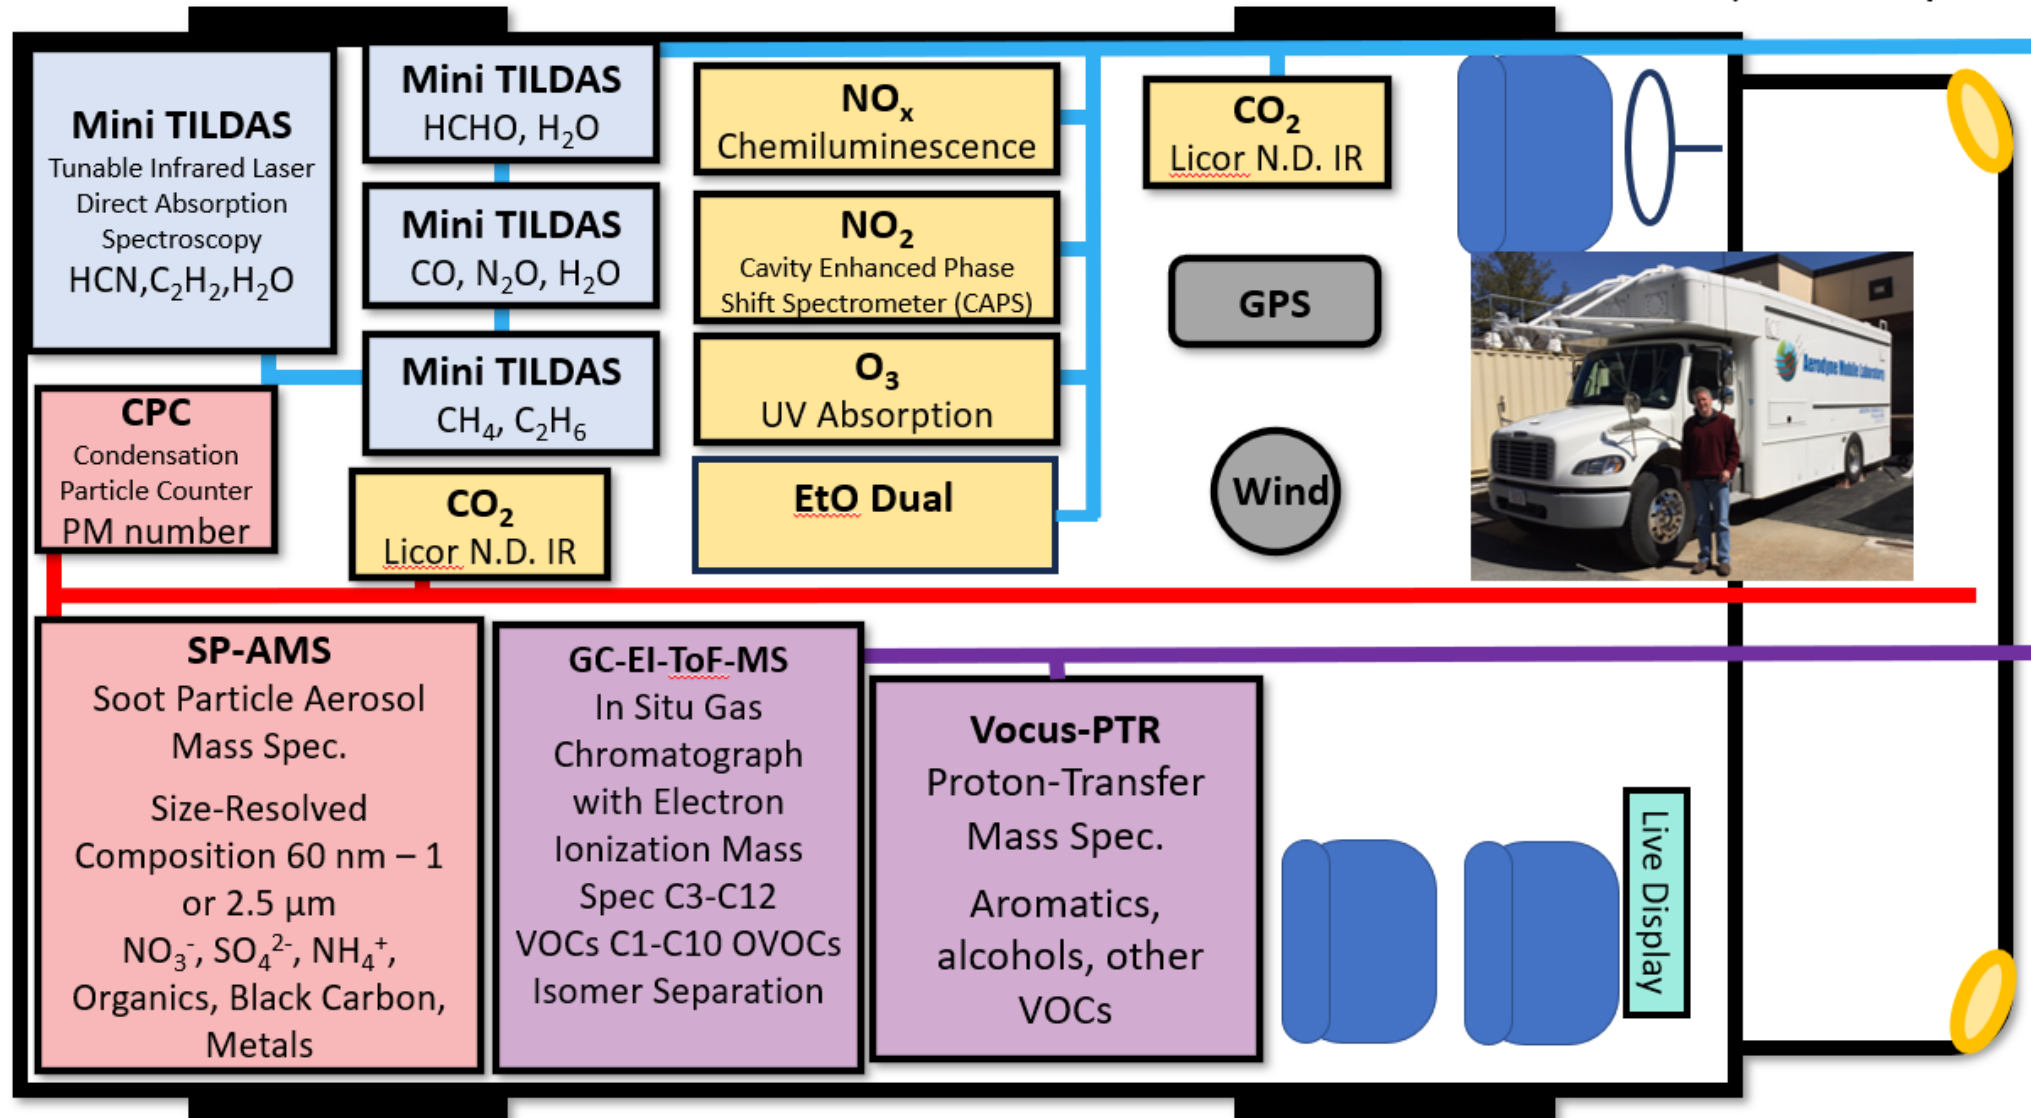 Mini TILDAS
Tunable Infrared Laser
Direct Absorption
Spectroscopy
HCN,C₂H₂,H₂O
Mini TILDAS
HCHO, H₂O
Mini TILDAS
CO, N₂O, H₂O
Mini TILDAS
CH₄, C₂H₆
NOₓ
Chemiluminescence
NO₂
Cavity Enhanced Phase
Shift Spectrometer (CAPS)
O₃
UV Absorption
EtO Dual
CO₂
Licor N.D. IR
GPS
Wind
Aerodyne Mobile Laboratory
CPC
Condensation
Particle Counter
PM number
CO₂
Licor N.D. IR
SP-AMS
Soot Particle Aerosol
Mass Spec.
Size-Resolved
Composition 60 nm – 1
or 2.5 µm
NO₃⁻, SO₄²⁻, NH₄⁺,
Organics, Black Carbon,
Metals
GC-EI-ToF-MS
In Situ Gas
Chromatograph
with Electron
Ionization Mass
Spec C3-C12
VOCs C1-C10 OVOCs
Isomer Separation
Vocus-PTR
Proton-Transfer
Mass Spec.
Aromatics,
alcohols, other
VOCs
Live Display